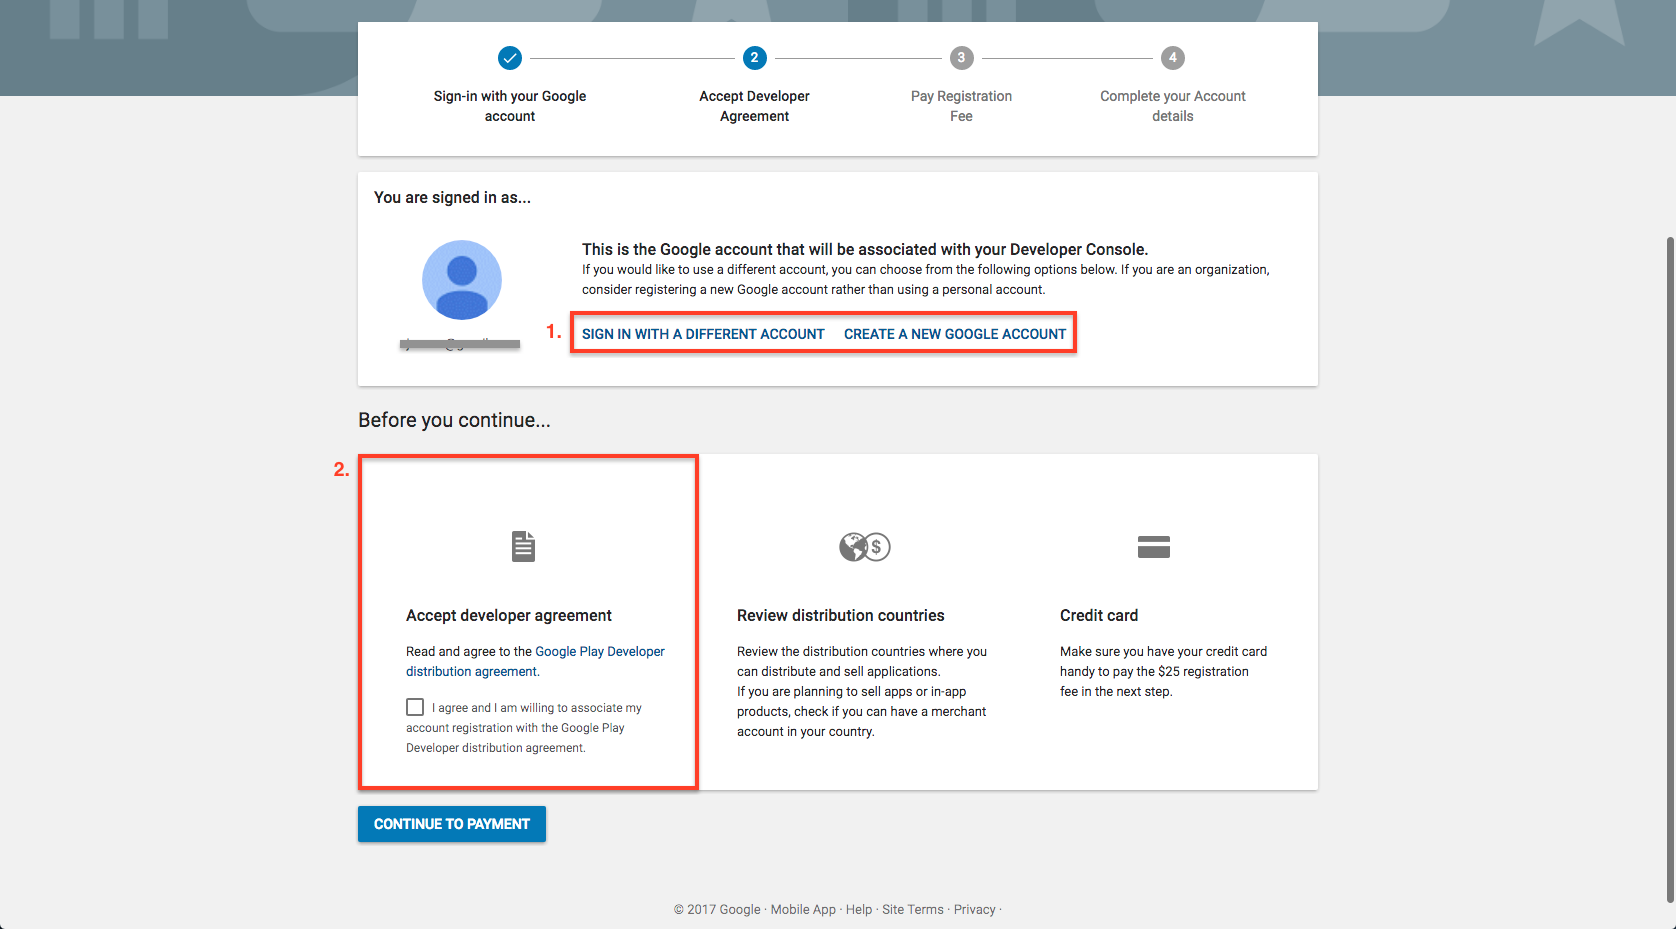 2
3
4
Sign-in with your Google
account
Accept Developer
Agreement
Pay Registration
Fee
Complete your Account
details
You are signed in as...
This is the Google account that will be associated with your Developer Console.
If you would like to use a different account, you can choose from the following options below. If you are an organization,
consider registering a new Google account rather than using a personal account.
1.
SIGN IN WITH A DIFFERENT ACCOUNT
CREATE A NEW GOOGLE ACCOUNT
Before you continue...
2.
$
Accept developer agreement
Read and agree to the Google Play Developer
distribution agreement.
I agree and I am willing to associate my
account registration with the Google Play
Developer distribution agreement.
Review distribution countries
Review the distribution countries where you
can distribute and sell applications.
If you are planning to sell apps or in-app
products, check if you can have a merchant
account in your country.
Credit card
Make sure you have your credit card
handy to pay the $25 registration
fee in the next step.
CONTINUE TO PAYMENT
© 2017 Google · Mobile App · Help · Site Terms · Privacy ·